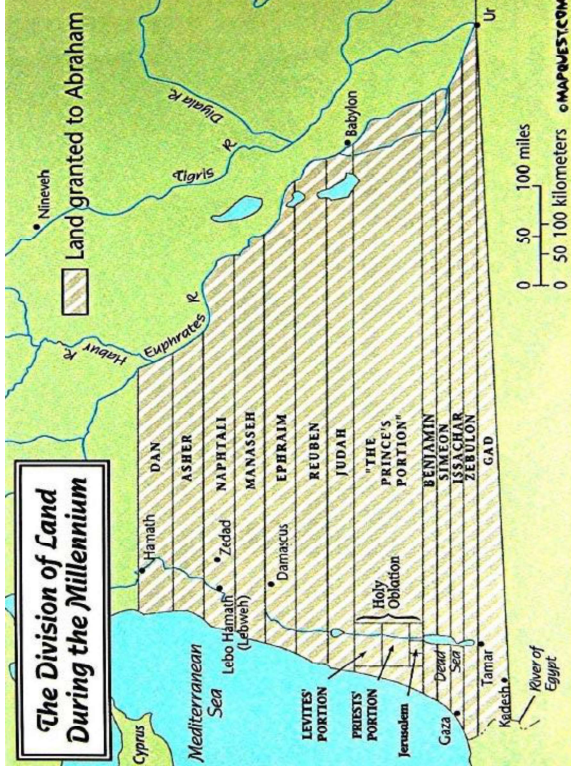 The Division of Land
During the Millennium
Land granted to Abraham
Nineveh
Habur
R.
Euphrates R.
Tigris R.
Diyala R.
Babylon
Ur
Cyprus
Mediterranean
Sea
Hamath
Zedad
Lebo Hamath
(Lebweh)
Damascus
DAN
ASHER
NAPHTALI
MANASSEH
EPHRAIM
REUBEN
JUDAH
"THE
PRINCE'S
PORTION"
BENJAMIN
SIMEON
ISSACHAR
ZEBULON
GAD
LEVITES'
PORTION
PRIESTS'
PORTION
Jerusalem
Holy
Oblation
Dead
Sea
Gaza
Tamar
Kadesh
River of
Egypt
0 50 100 miles
0 50 100 kilometers
©MAPQUEST.COM